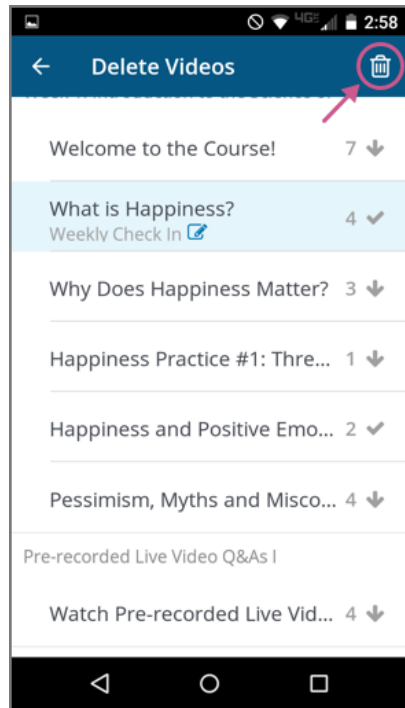 4GE 2:58
Delete Videos
Welcome to the Course! 7
What is Happiness? 4
Weekly Check In
Why Does Happiness Matter? 3
Happiness Practice #1: Thre... 1
Happiness and Positive Emo... 2
Pessimism, Myths and Misco... 4
Pre-recorded Live Video Q&As I
Watch Pre-recorded Live Vid... 4